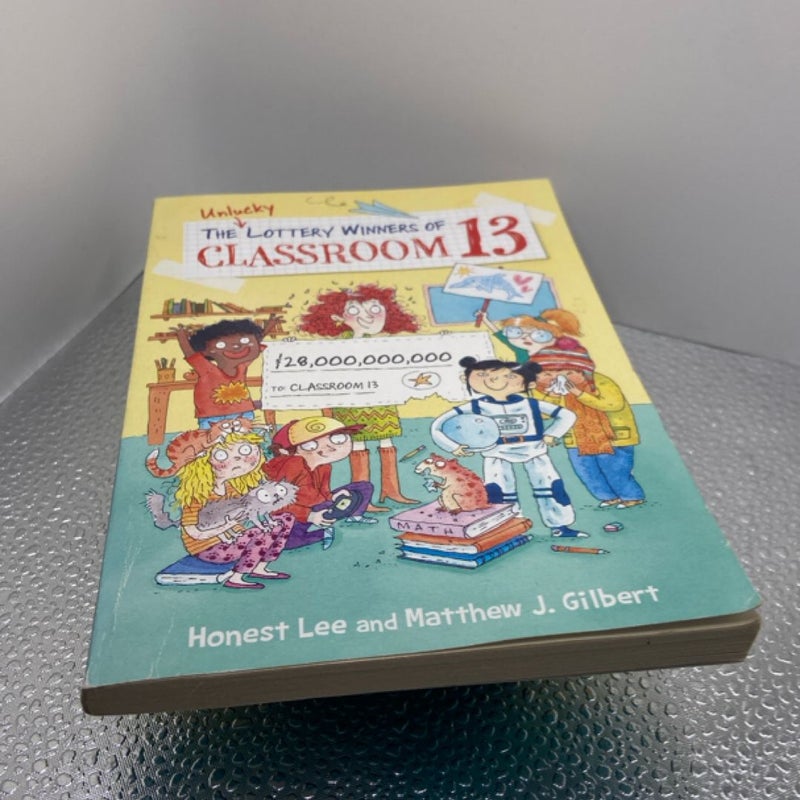 Unlucky
THE LOTTERY WINNERS OF
CLASSROOM 13
$28,000,000,000
TO: CLASSROOM 13
MATH
Honest Lee and Matthew J. Gilbert